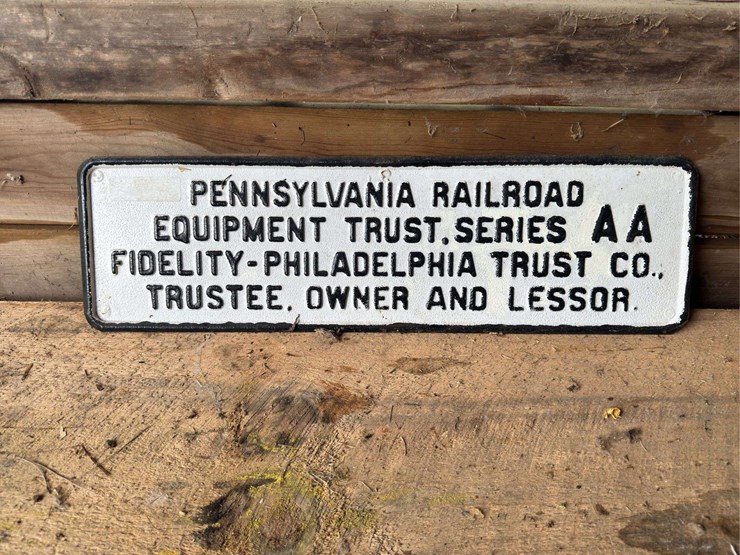 PENNSYLVANIA RAILROAD
EQUIPMENT TRUST, SERIES AA
FIDELITY-PHILADELPHIA TRUST CO.,
TRUSTEE, OWNER AND LESSOR.